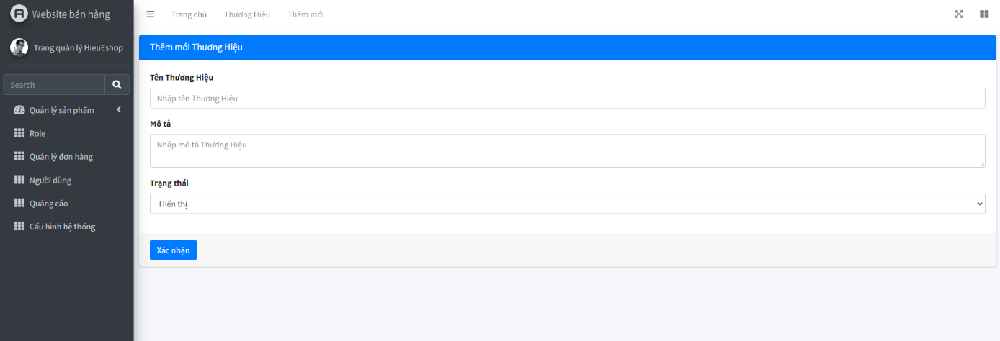 Website bán hàng
Trang quản lý HieuEshop
Search
Quản lý sản phẩm
Role
Quản lý đơn hàng
Người dùng
Quảng cáo
Cấu hình hệ thống
Trang chủ Thương Hiệu Thêm mới
Thêm mới Thương Hiệu
Tên Thương Hiệu
Nhập tên Thương Hiệu
Mô tả
Nhập mô tả Thương Hiệu
Trạng thái
Hiển thị
Xác nhận